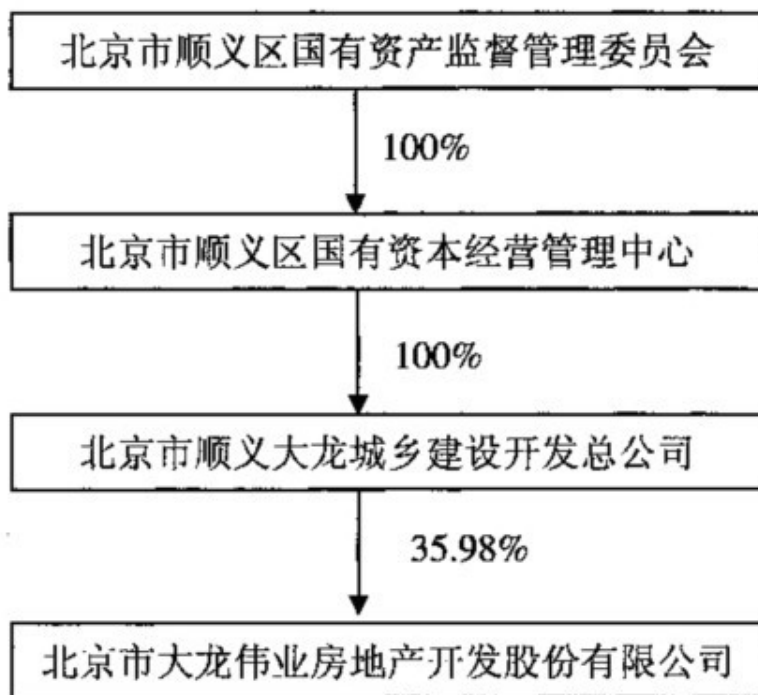 北京市顺义区国有资产监督管理委员会
100%
北京市顺义区国有资本经营管理中心
100%
北京市顺义大龙城乡建设开发总公司
35.98%
北京市大龙伟业房地产开发股份有限公司